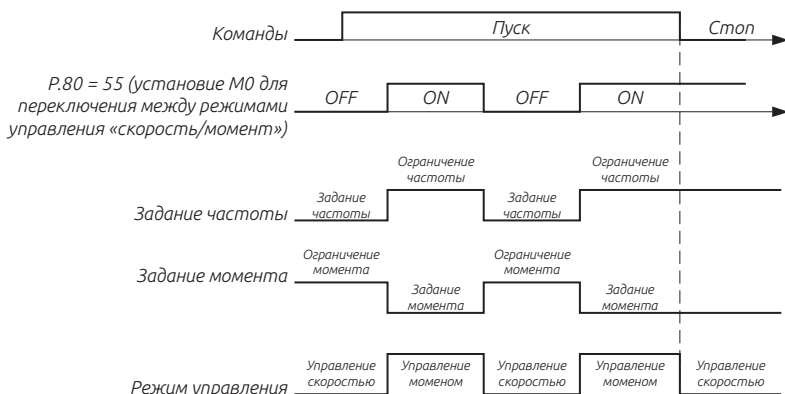 Команды
Пуск
Стоп
P.80 = 55 (установие M0 для
переключения между режимами
управления «скорость/момент»)
OFF
ON
OFF
ON
Задание частоты
Задание
частоты
Ограничение
частоты
Задание
частоты
Ограничение
частоты
Задание момента
Ограничение
момента
Задание
момента
Ограничение
момента
Задание
момента
Режим управления
Управление
скоростью
Управление
моменом
Управление
скоростью
Управление
моменом
Управление
скоростью